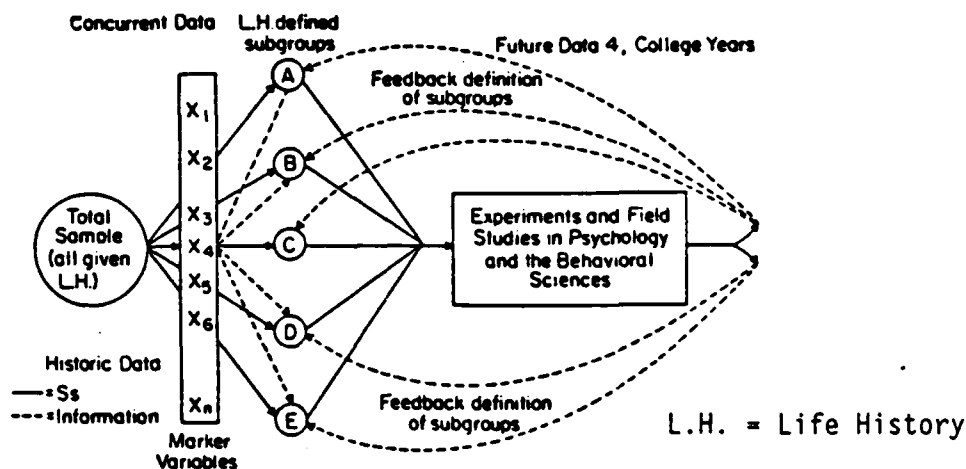 Concurrent Data
L.H. defined
subgroups
Future Data 4, College Years
Feedback definition
of subgroups
A
B
C
D
E
X1
X2
X3
X4
X5
X6
Xn
Total
Sample
(all given
L.H.)
Experiments and Field
Studies in Psychology
and the Behavioral
Sciences
Historic Data
= Ss
= Information
Marker
Variables
Feedback definition
of subgroups
L.H. = Life History